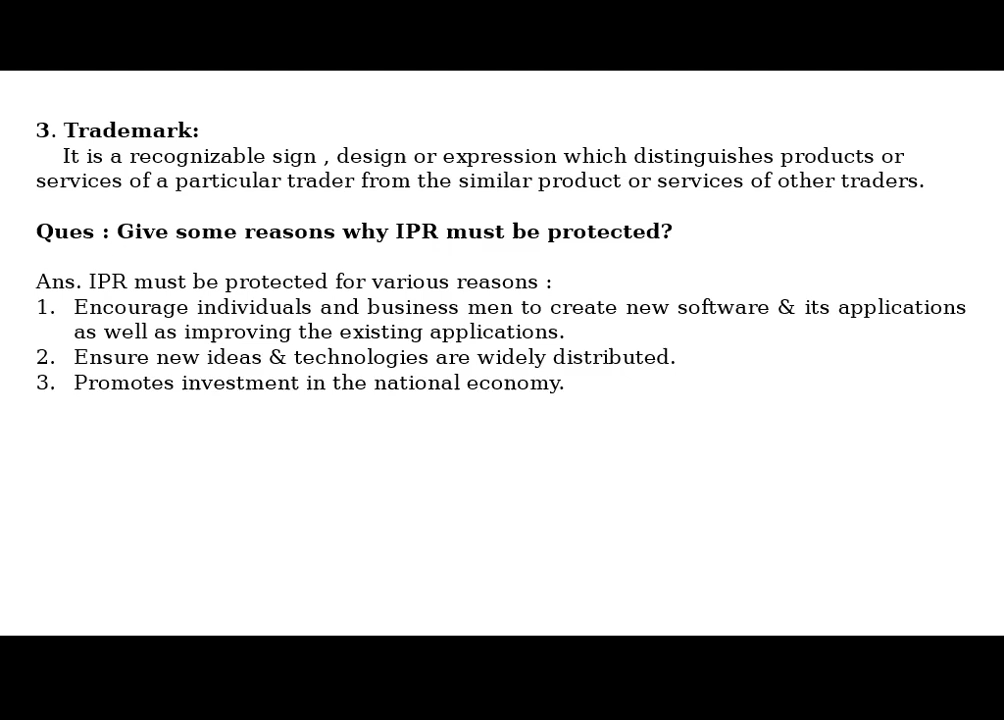 3. Trademark:
It is a recognizable sign , design or expression which distinguishes products or
services of a particular trader from the similar product or services of other traders.
Ques : Give some reasons why IPR must be protected?
Ans. IPR must be protected for various reasons :
1. Encourage individuals and business men to create new software & its applications
as well as improving the existing applications.
2. Ensure new ideas & technologies are widely distributed.
3. Promotes investment in the national economy.